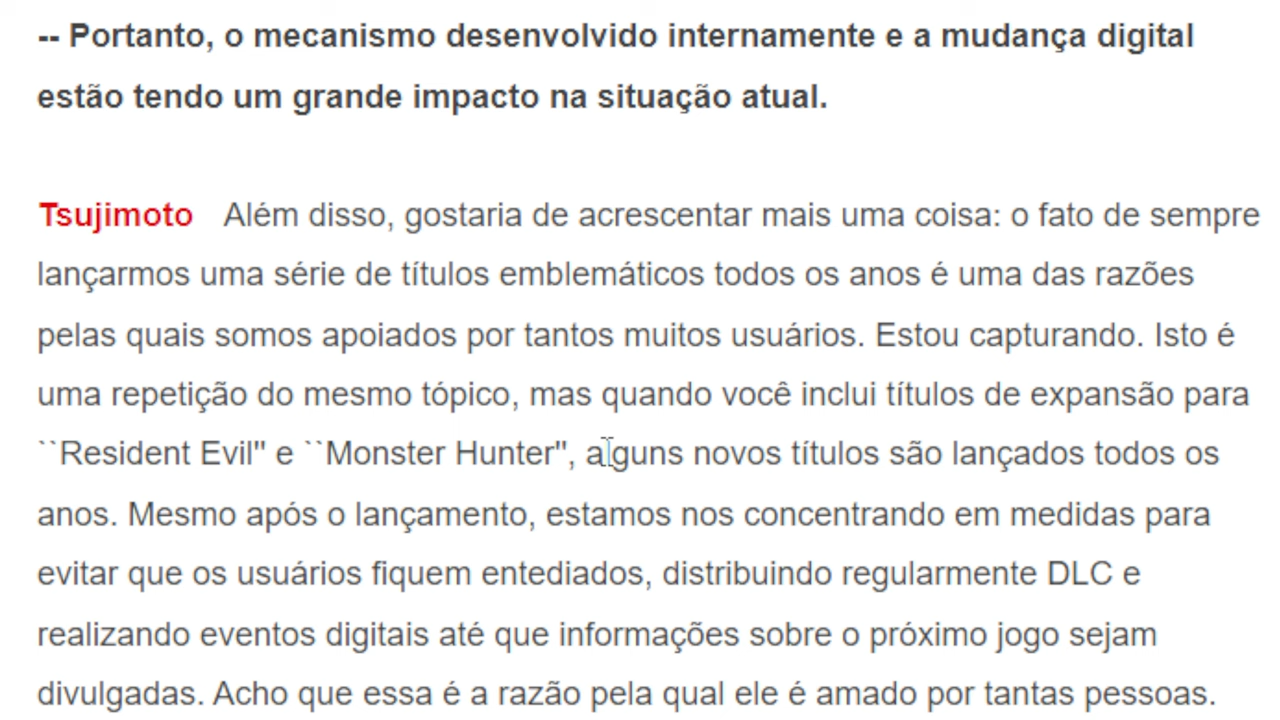 -- Portanto, o mecanismo desenvolvido internamente e a mudança digital
estão tendo um grande impacto na situação atual.
Tsujimoto Além disso, gostaria de acrescentar mais uma coisa: o fato de sempre
lançarmos uma série de títulos emblemáticos todos os anos é uma das razões
pelas quais somos apoiados por tantos muitos usuários. Estou capturando. Isto é
uma repetição do mesmo tópico, mas quando você inclui títulos de expansão para
``Resident Evil'' e ``Monster Hunter'', alguns novos títulos são lançados todos os
anos. Mesmo após o lançamento, estamos nos concentrando em medidas para
evitar que os usuários fiquem entediados, distribuindo regularmente DLC e
realizando eventos digitais até que informações sobre o próximo jogo sejam
divulgadas. Acho que essa é a razão pela qual ele é amado por tantas pessoas.